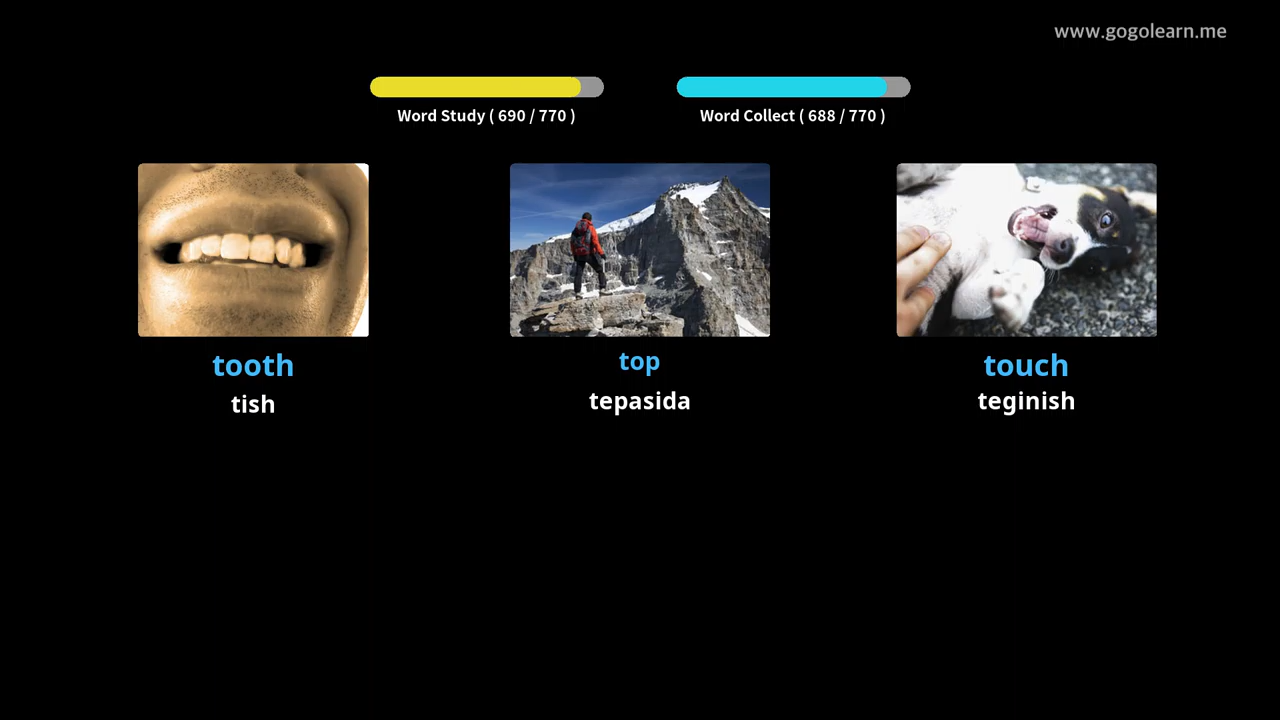 www.gogolearn.me
Word Study ( 690 / 770 )
Word Collect ( 688 / 770 )
tooth
top
touch
tish
tepasida
teginish